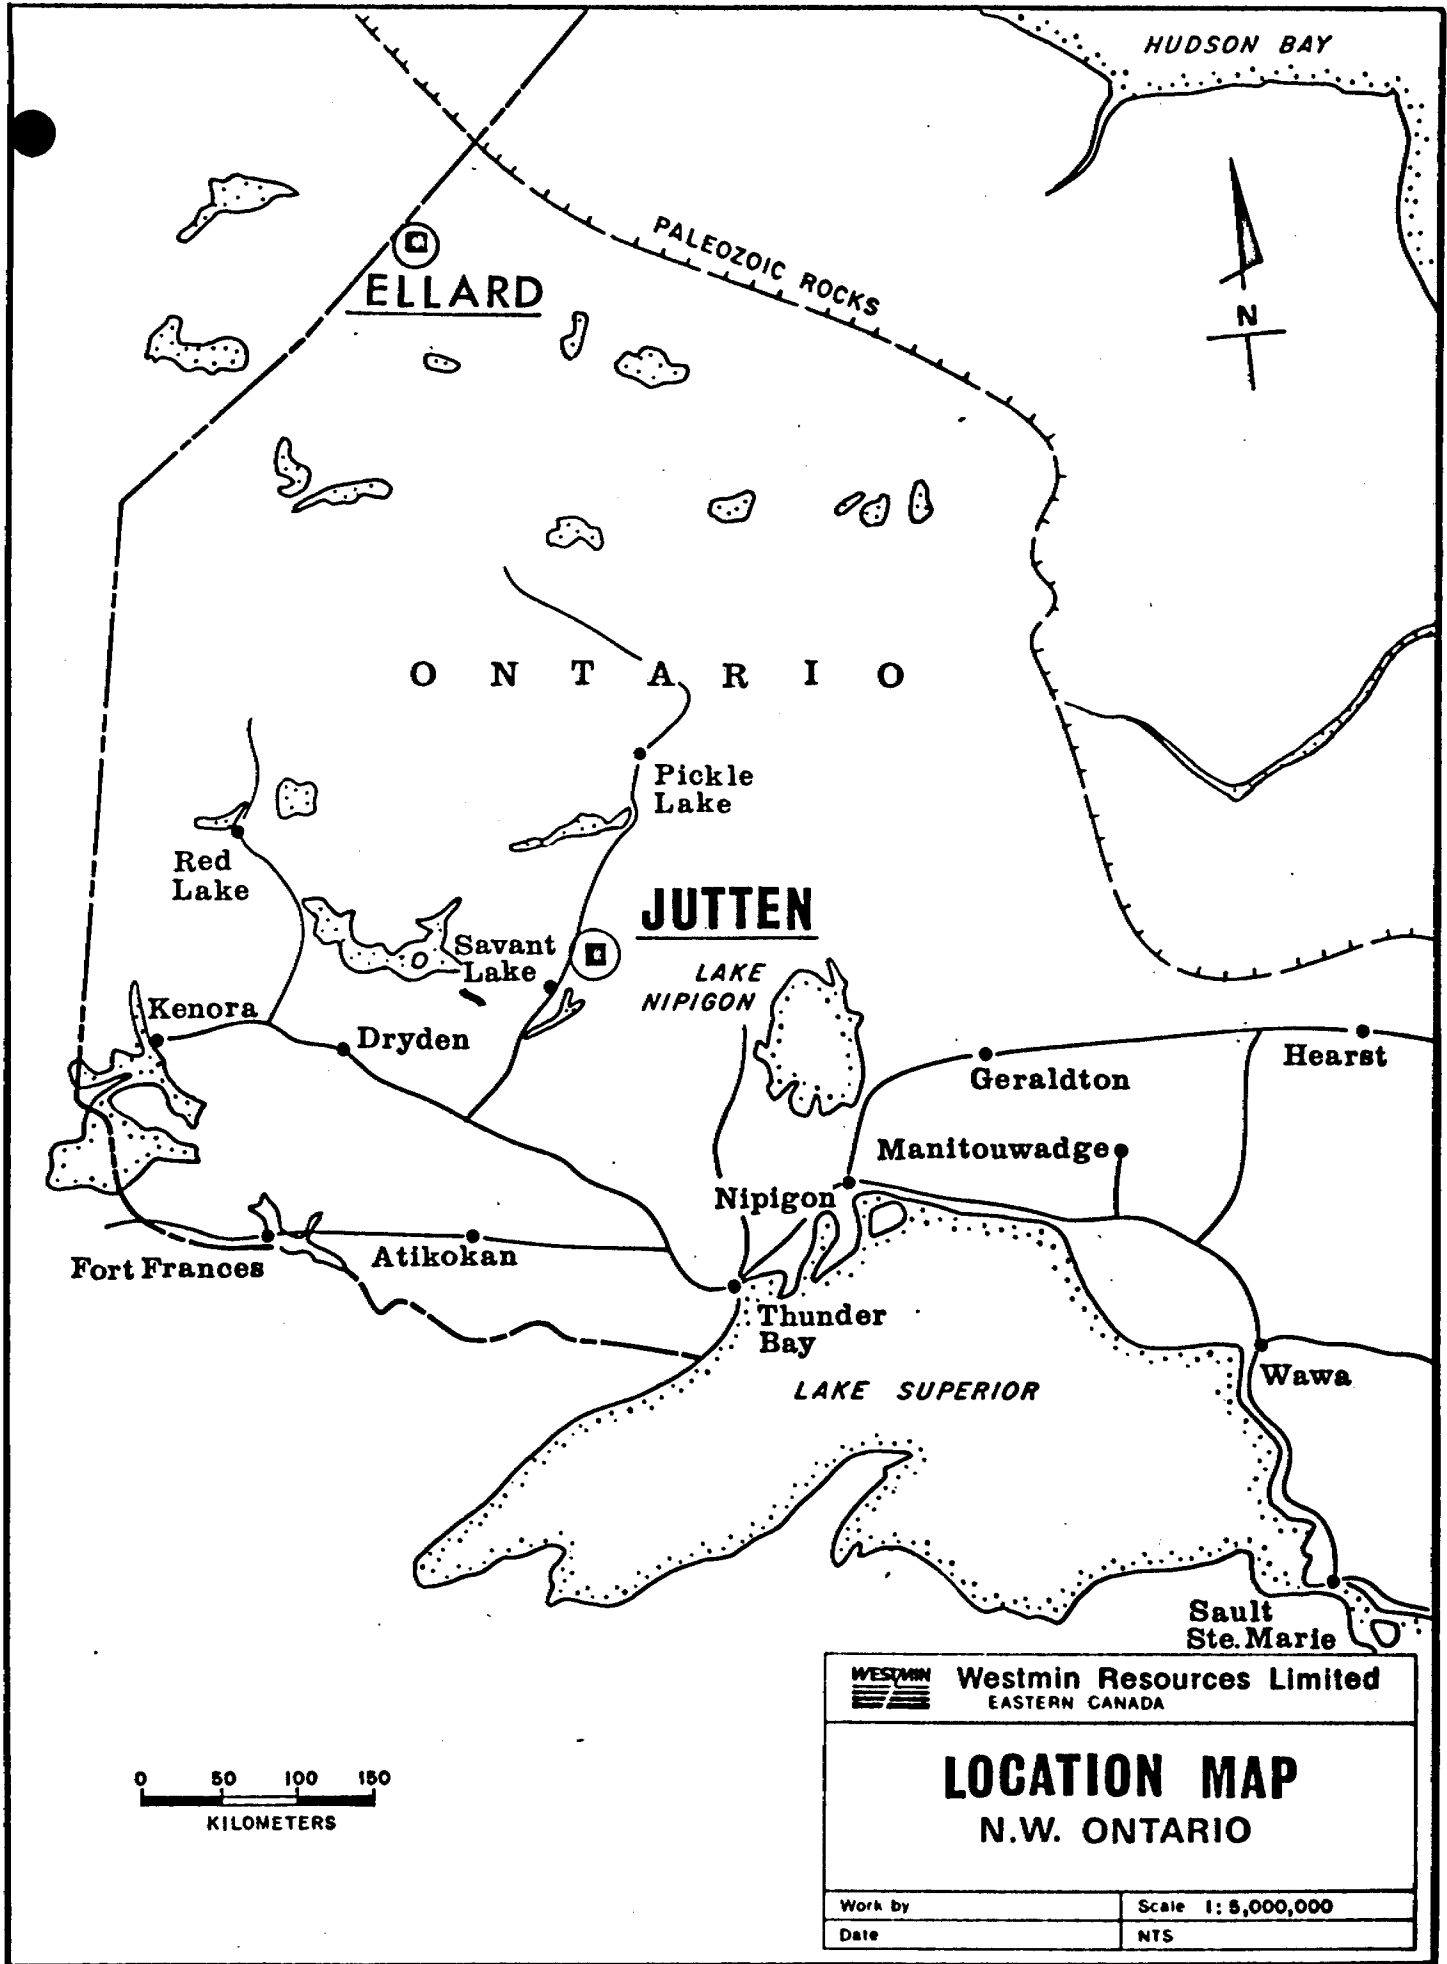 HUDSON BAY
PALEOZOIC ROCKS
N
ELLARD
ONTARIO
Pickle
Lake
Red
Lake
JUTTEN
Savant
Lake
LAKE
NIPIGON
Kenora
Dryden
Hearst
Geraldton
Manitouwadge
Nipigon
Fort Frances
Atikokan
Thunder
Bay
Wawa
LAKE SUPERIOR
Sault
Ste. Marie
WESTMIN
Westmin Resources Limited
EASTERN CANADA
LOCATION MAP
N.W. ONTARIO
0 50 100 150
KILOMETERS
Work by
Scale 1: 5,000,000
Date
NTS